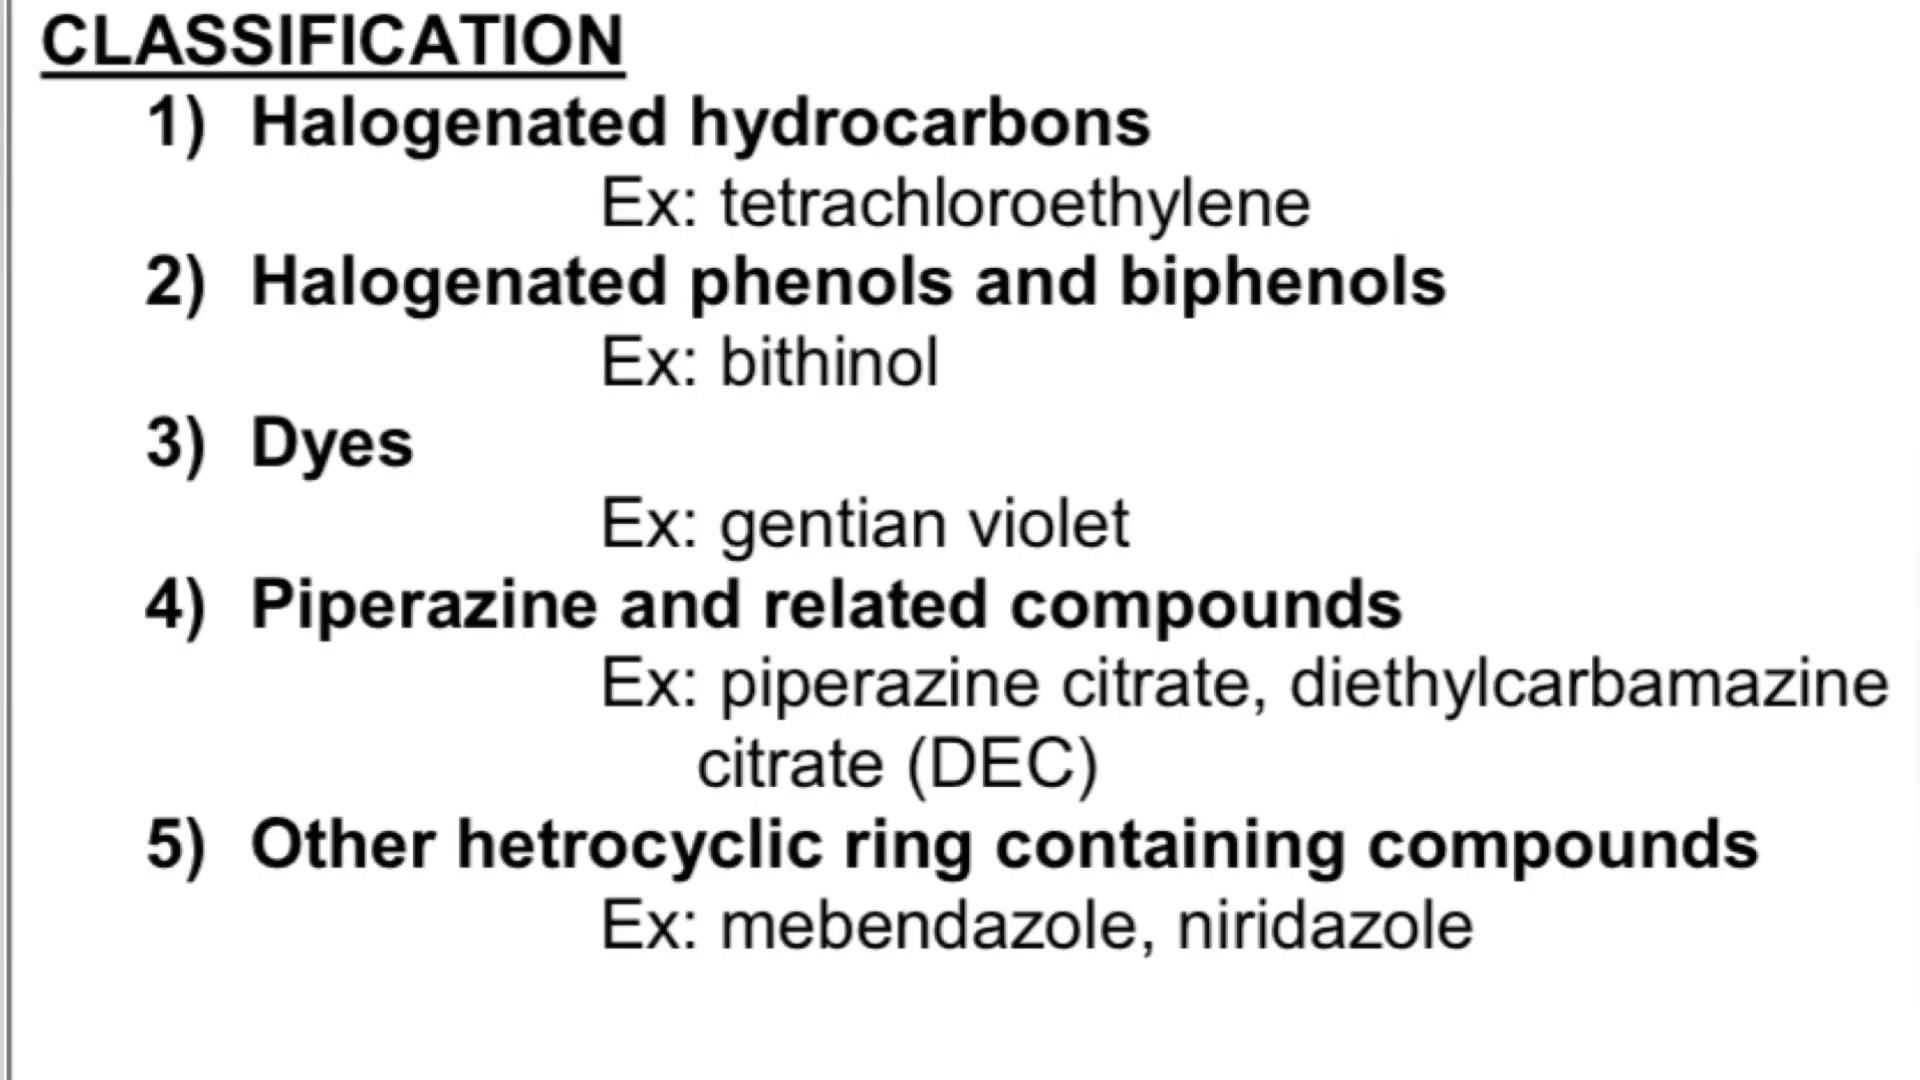 CLASSIFICATION
1) Halogenated hydrocarbons
Ex: tetrachloroethylene
2) Halogenated phenols and biphenols
Ex: bithinol
3) Dyes
Ex: gentian violet
4) Piperazine and related compounds
Ex: piperazine citrate, diethylcarbamazine
citrate (DEC)
5) Other hetrocyclic ring containing compounds
Ex: mebendazole, niridazole